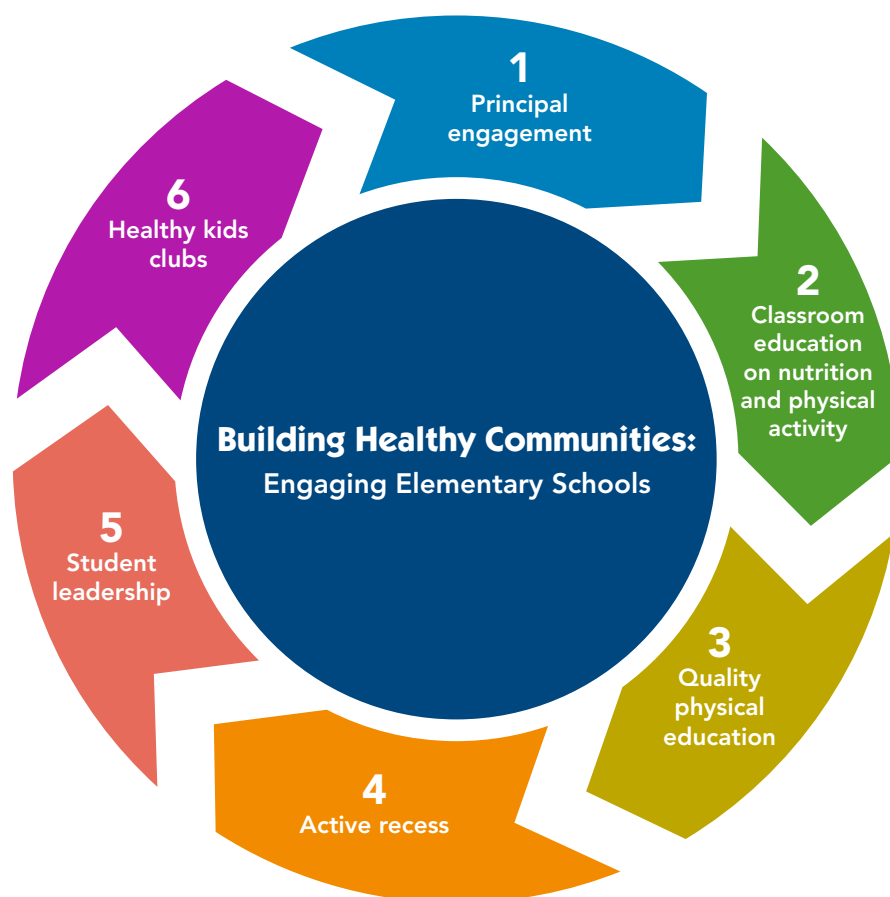 1
Principal
engagement
2
Classroom
education
on nutrition
and physical
activity
3
Quality
physical
education
4
Active recess
5
Student
leadership
6
Healthy kids
clubs
Building Healthy Communities:
Engaging Elementary Schools